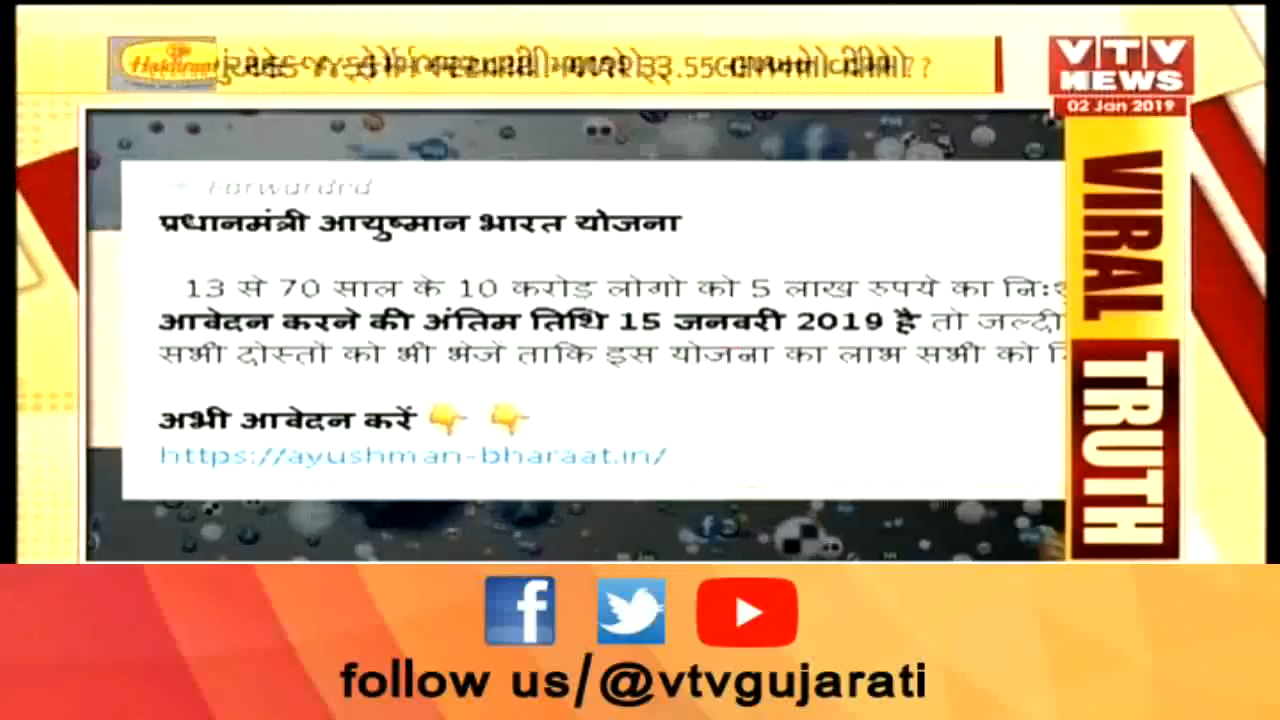 VTV
NEWS
02 Jan 2019
Forwarded
प्रधानमंत्री आयुष्मान भारत योजना
13 से 70 साल के 10 करोड़ लोगो को 5 लाख रुपये का
आवेदन करने की अंतिम तिथि 15 जनवरी 2019 है तो जल्दी
सभी दोस्तो को भी भेजें ताकि इस योजना का लाभ सभी को
अभी आवेदन करें 👇 👇
https://ayushman-bharaat.in/
VIRAL TRUTH
follow us/@vtvgujarati